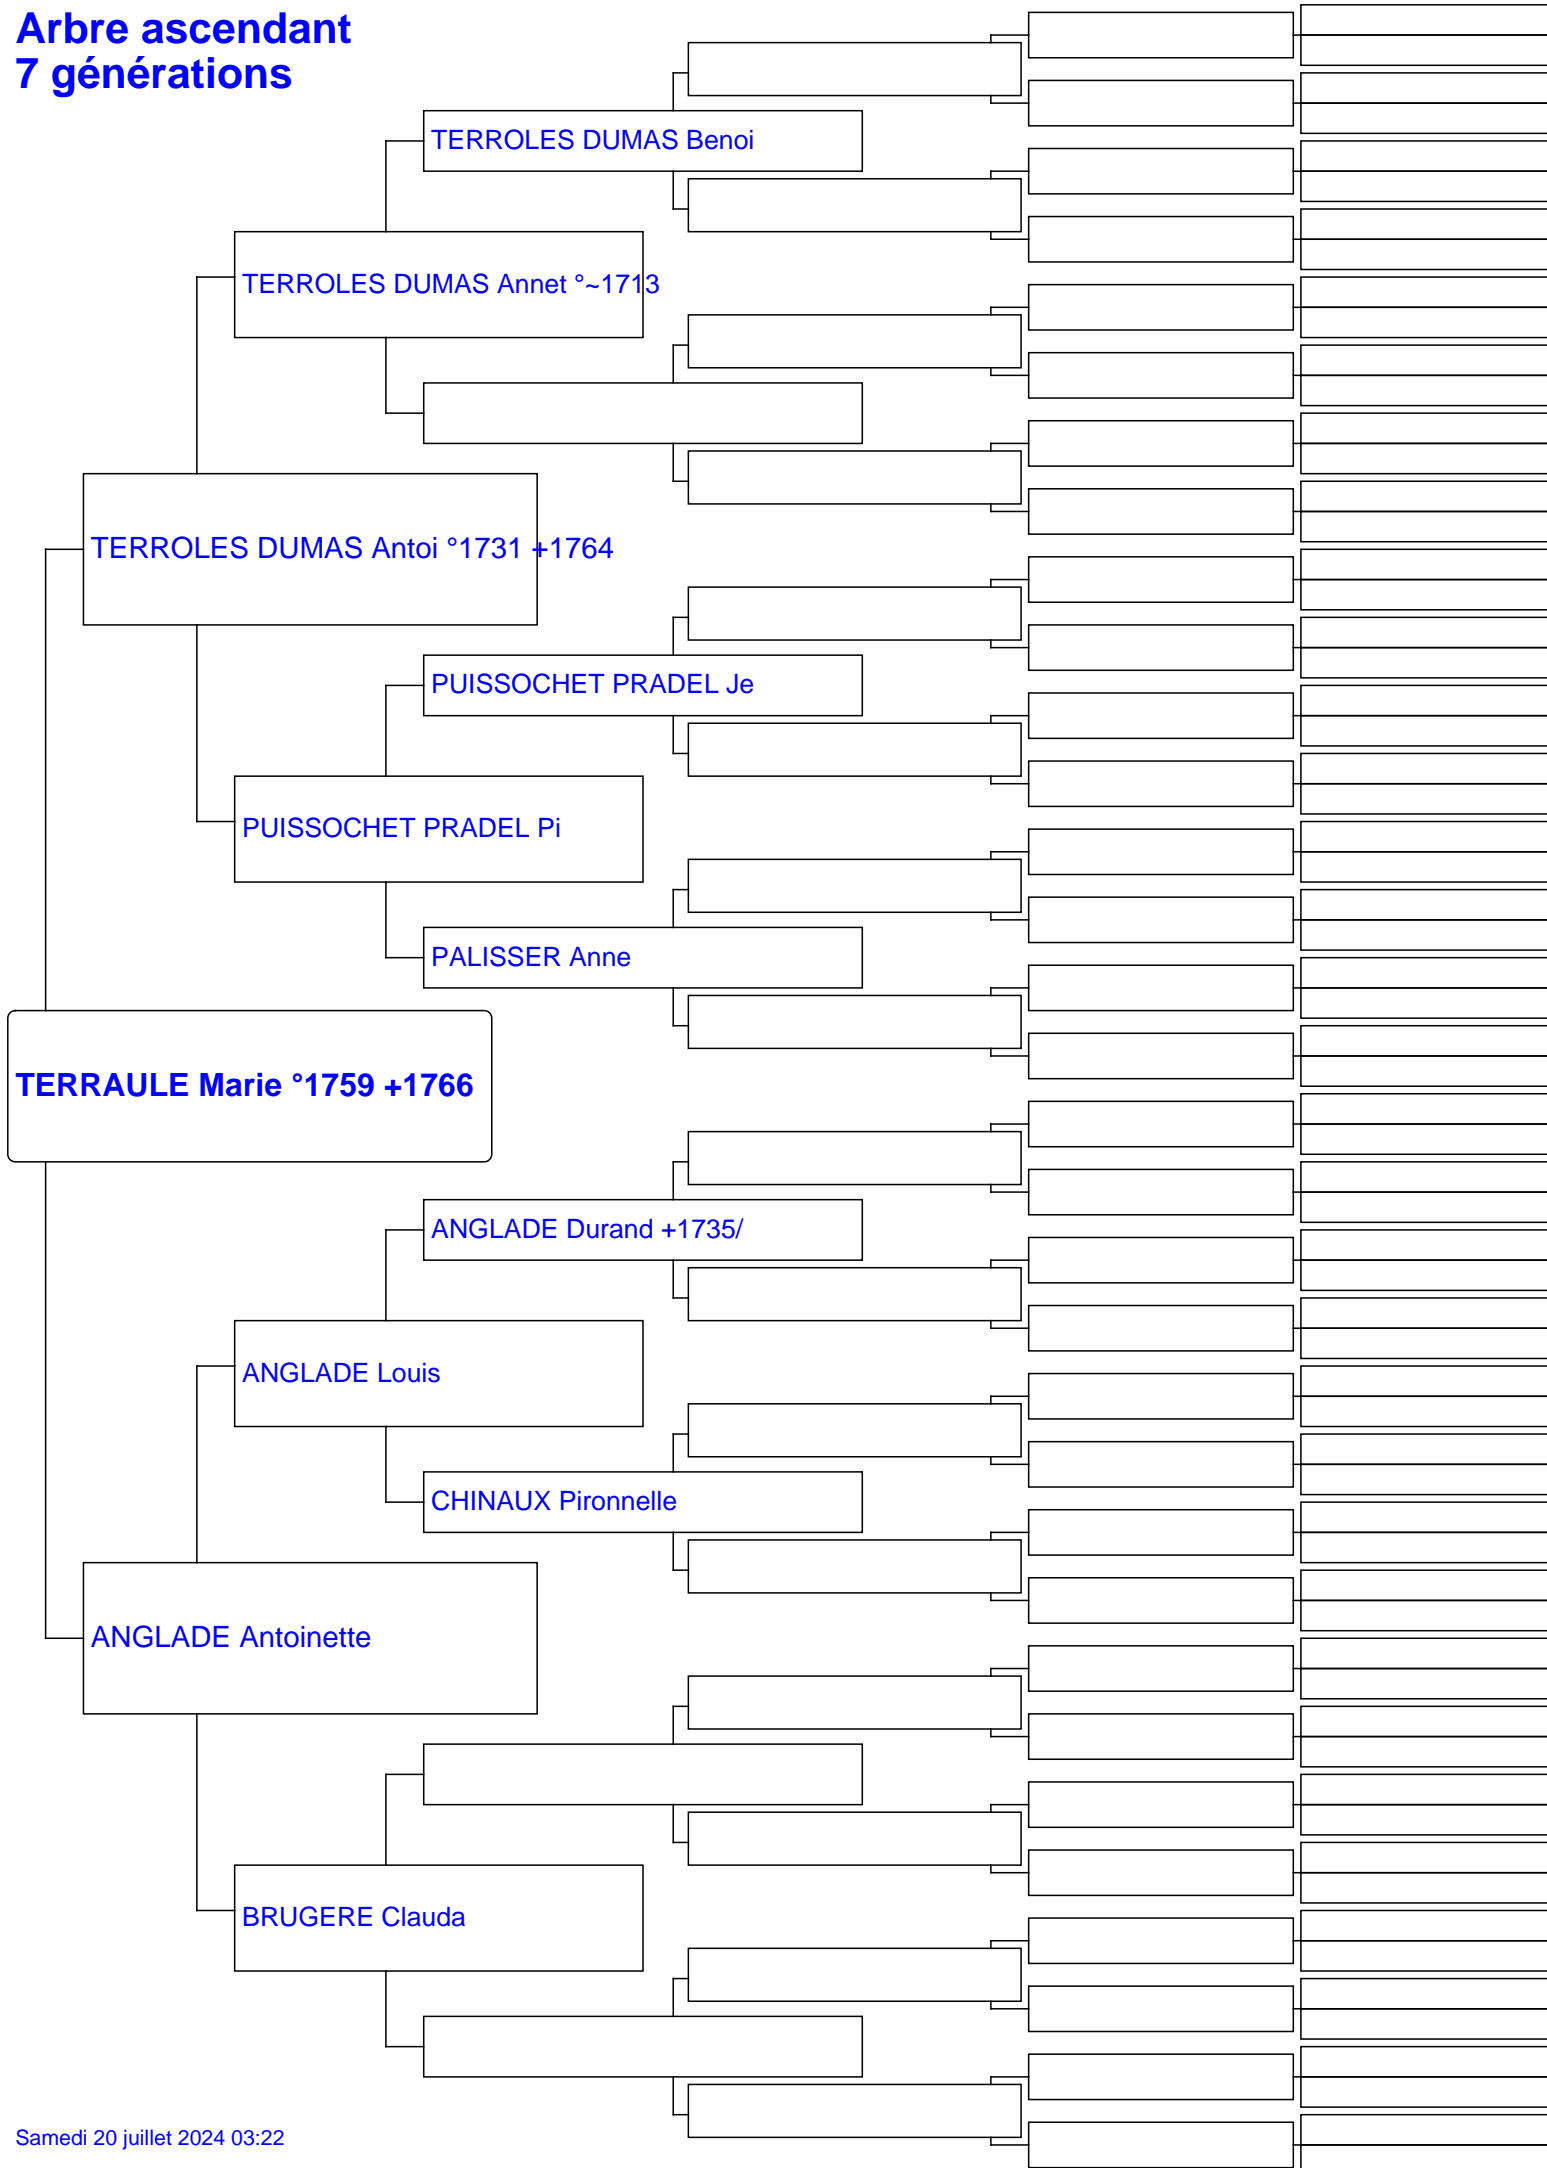 Arbre ascendant
7 générations
TERROLES DUMAS Benoi
TERROLES DUMAS Annet °~1713
TERROLES DUMAS Antoi °1731 +1764
PUISSOCHET PRADEL Je
PUISSOCHET PRADEL Pi
PALISSER Anne
TERRAULE Marie °1759 +1766
ANGLADE Durand +1735/
ANGLADE Louis
CHINAUX Pironnelle
ANGLADE Antoinette
BRUGERE Clauda
Samedi 20 juillet 2024 03:22